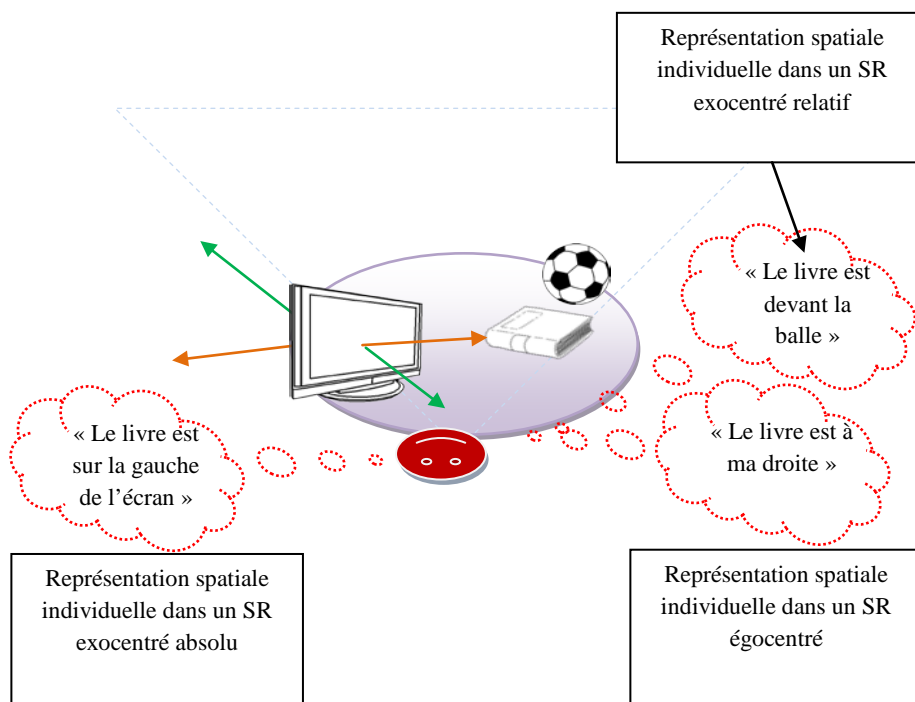 Représentation spatiale
individuelle dans un SR
exocentré relatif
« Le livre est
devant la
balle »
« Le livre est
sur la gauche
de l’écran »
« Le livre est à
ma droite »
Représentation spatiale
individuelle dans un SR
exocentré absolu
Représentation spatiale
individuelle dans un SR
égocentré